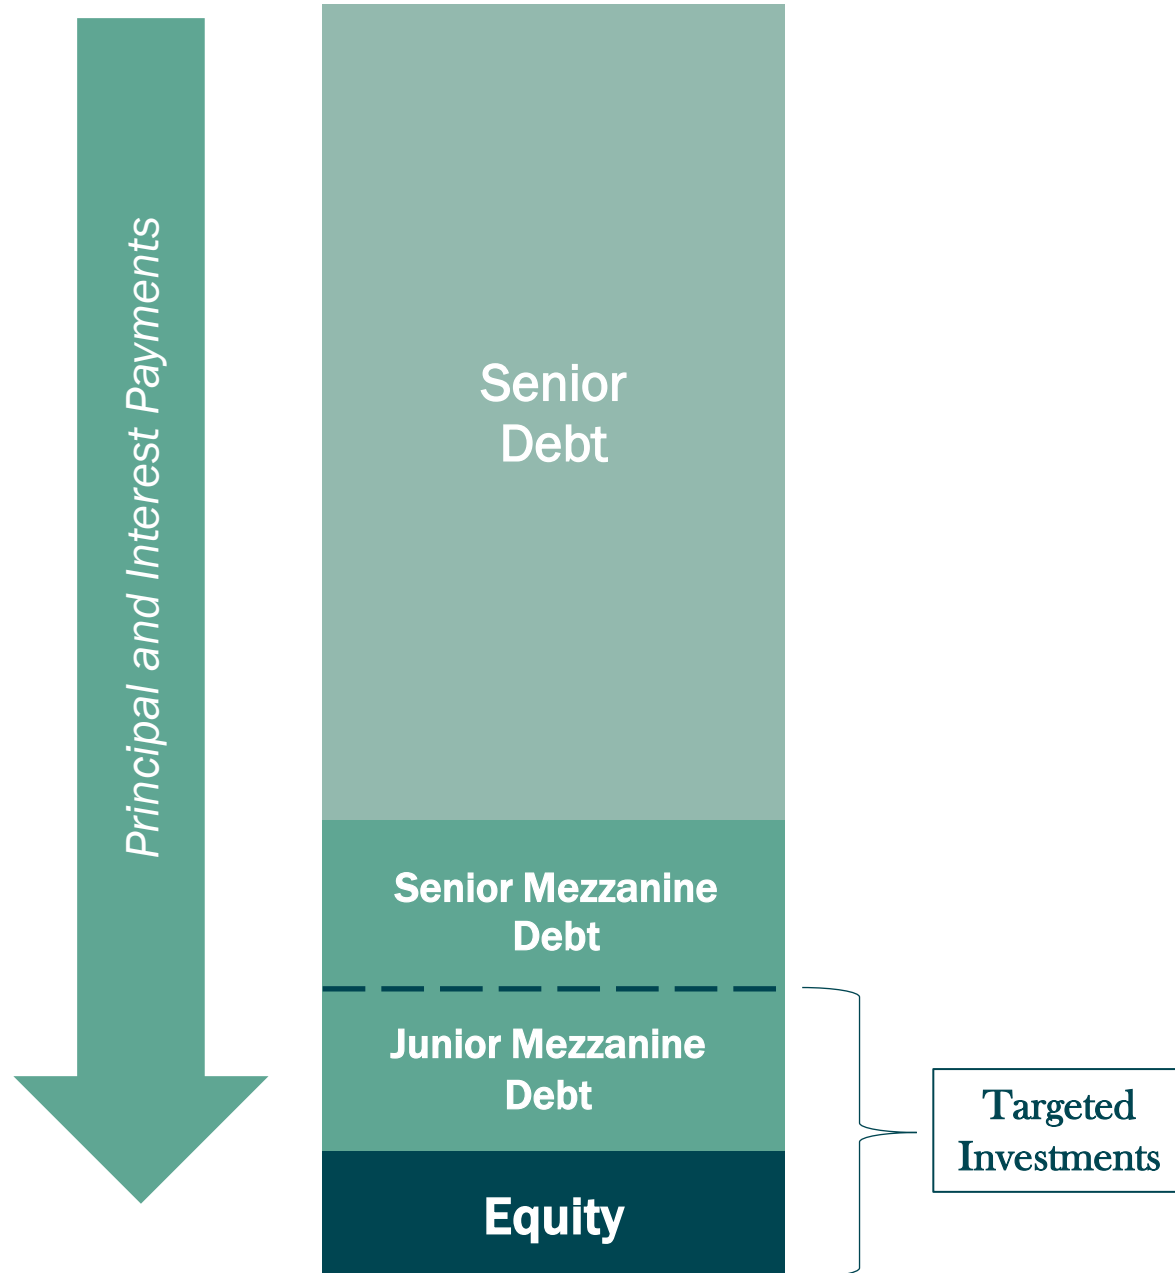 Principal and Interest Payments
Senior
Debt
Senior Mezzanine
Debt
Junior Mezzanine
Debt
Targeted
Investments
Equity